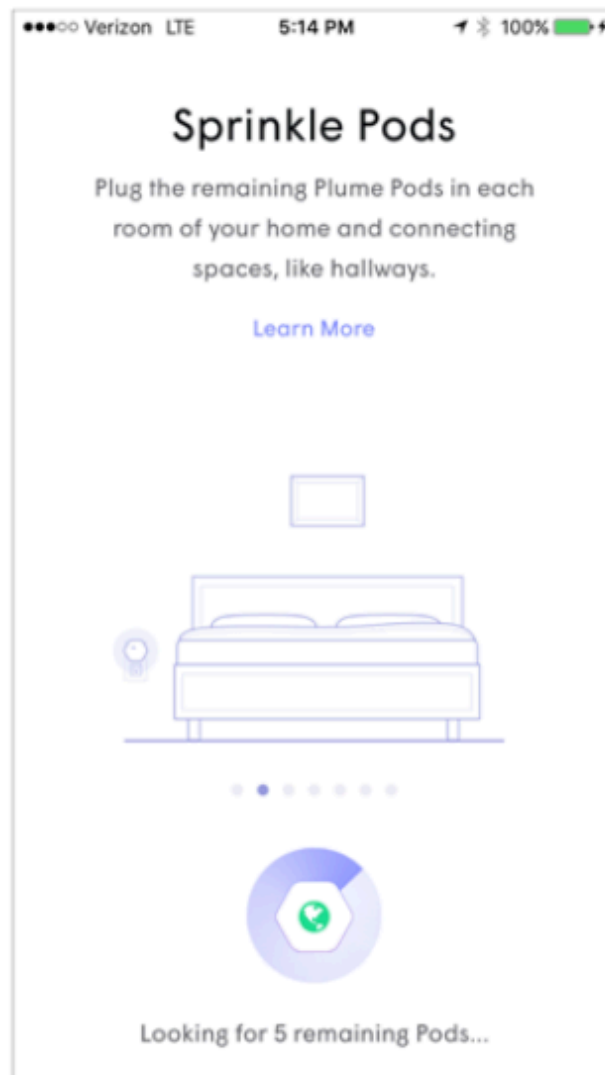 ●●●○○ Verizon LTE 5:14 PM 100%
Sprinkle Pods
Plug the remaining Plume Pods in each
room of your home and connecting
spaces, like hallways.
Learn More
Looking for 5 remaining Pods...